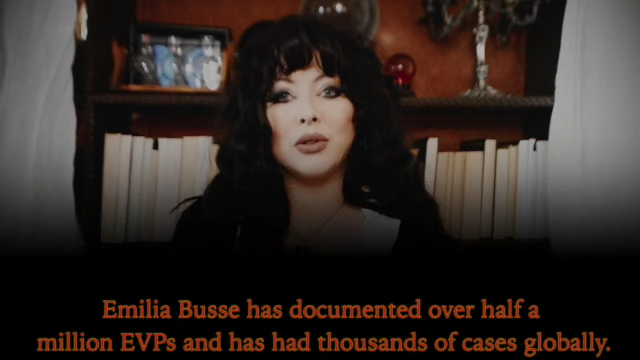 Emilia Busse has documented over half a
million EVPs and has had thousands of cases globally.